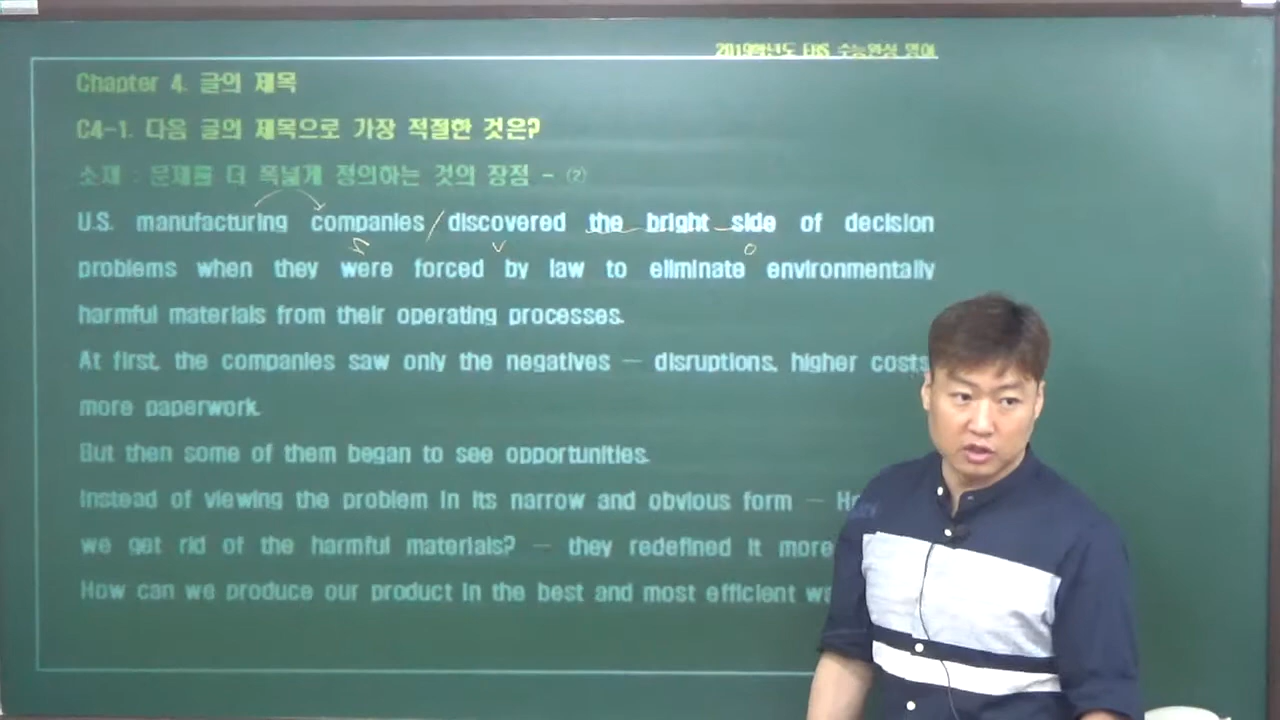 2019학년도 EBS 수능완성 영어
Chapter 4. 글의 제목
C4-1. 다음 글의 제목으로 가장 적절한 것은?
소재 : 문제를 더 폭넓게 정의하는 것의 장점 - ②
U.S. manufacturing companies / discovered the bright side of decision
S V O
problems when they were forced by law to eliminate environmentally
harmful materials from their operating processes.
At first, the companies saw only the negatives — disruptions, higher costs
more paperwork.
But then some of them began to see opportunities.
Instead of viewing the problem in its narrow and obvious form —
we get rid of the harmful materials? — they redefined it more
How can we produce our product in the best and most efficient